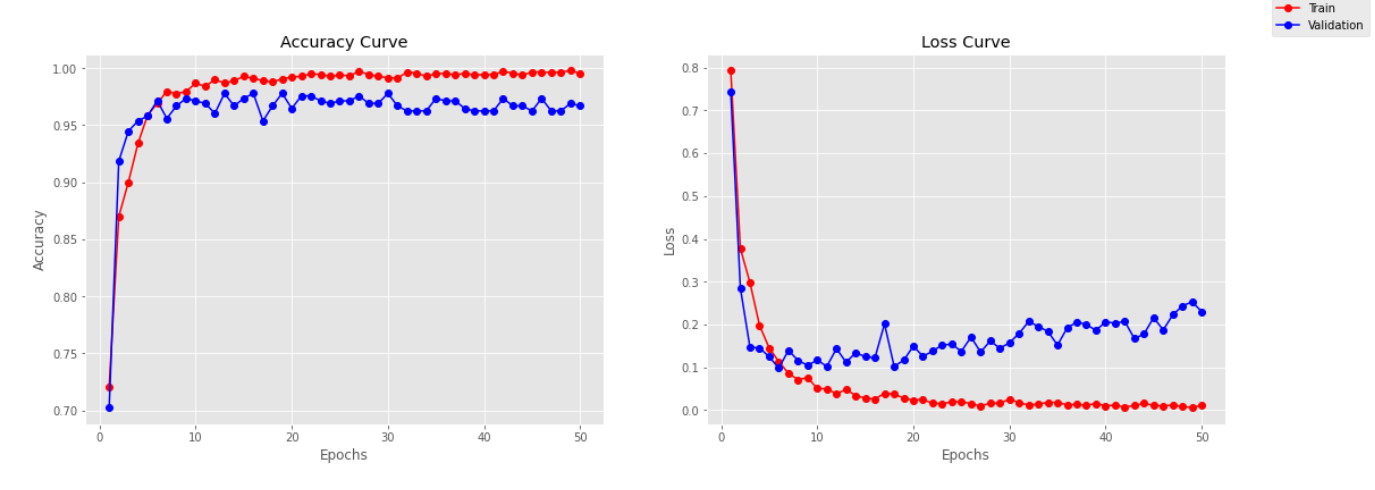 Train
Validation
Accuracy Curve
1.00
0.95
0.90
0.85
0.80
0.75
0.70
Accuracy
0 10 20 30 40 50
Epochs
Loss Curve
0.8
0.7
0.6
0.5
0.4
0.3
0.2
0.1
0.0
Loss
0 10 20 30 40 50
Epochs